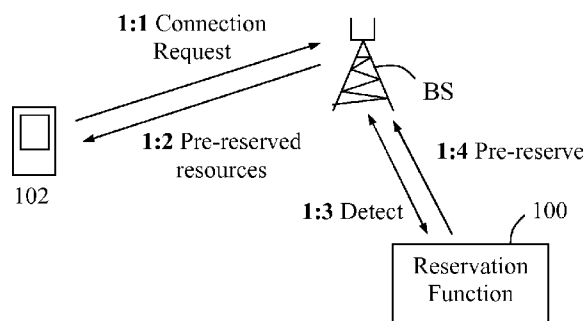 1:1 Connection
Request
BS
1:2 Pre-reserved
resources
102
1:4 Pre-reserve
1:3 Detect
100
Reservation
Function